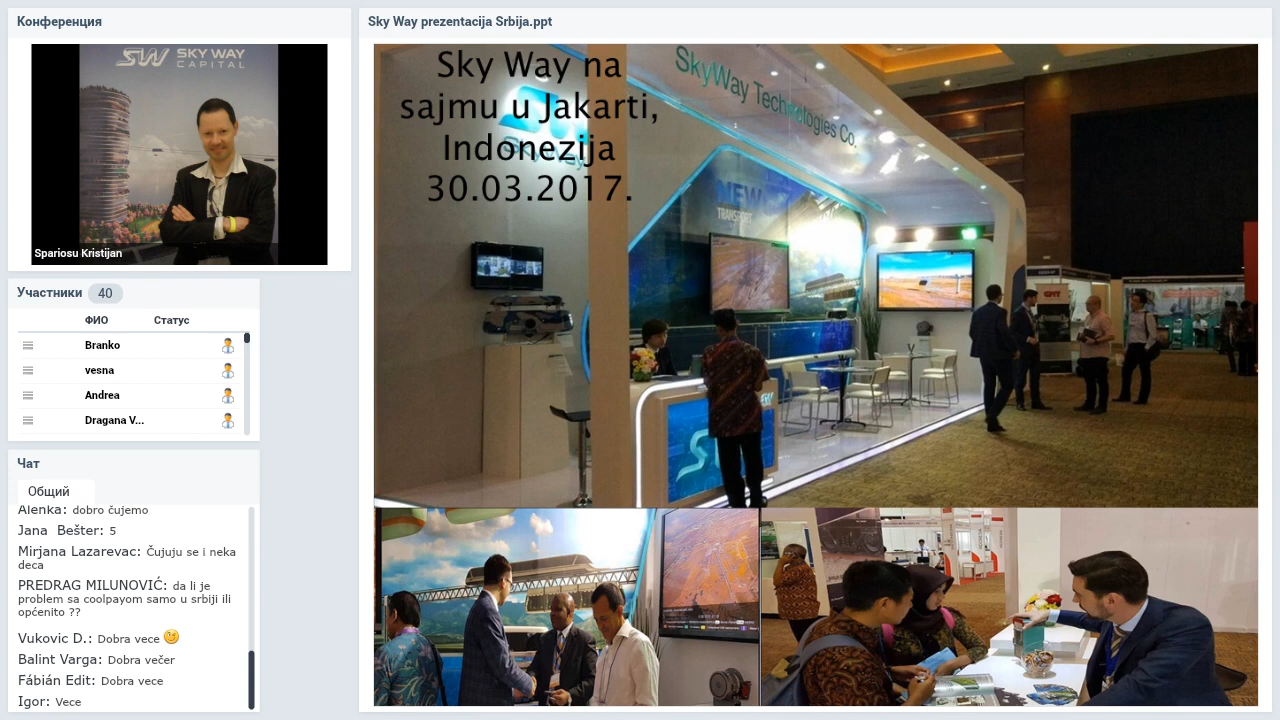 Конференция
SKY WAY
CAPITAL
Spariosu Kristijan
Участники 40
ФИО Статус
Branko
vesna
Andrea
Dragana V...
Чат
Общий
Alenka: dobro čujemo
Jana Bešter: 5
Mirjana Lazarevac: Čujuju se i neka
deca
PREDRAG MILUNOVIĆ: da li je
problem sa coolpayom samo u srbiji ili
općenito ??
Vukovic D.: Dobra vece
Balint Varga: Dobra večer
Fábián Edit: Dobra vece
Igor: Vece
Sky Way prezentacija Srbija.ppt
Sky Way na
sajmu u Jakarti,
Indonezija
30.03.2017.
SkyWay Technologies Co.
SkyWay
NEW
TRANSPORT
GMT